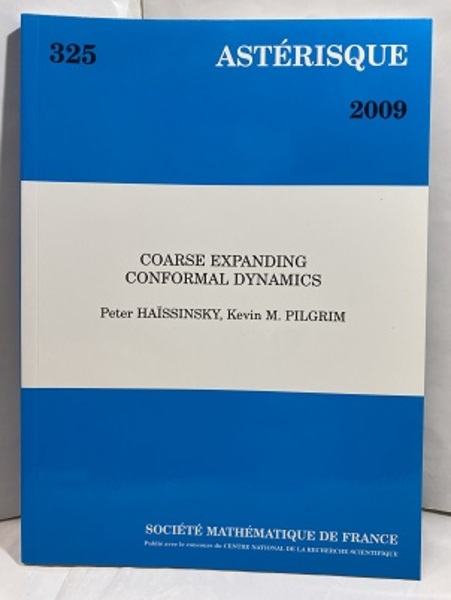 325
ASTÉRISQUE
2009
COARSE EXPANDING
CONFORMAL DYNAMICS
Peter HAÏSSINSKY, Kevin M. PILGRIM
SOCIÉTÉ MATHÉMATIQUE DE FRANCE
Publié avec le concours du CENTRE NATIONAL DE LA RECHERCHE SCIENTIFIQUE